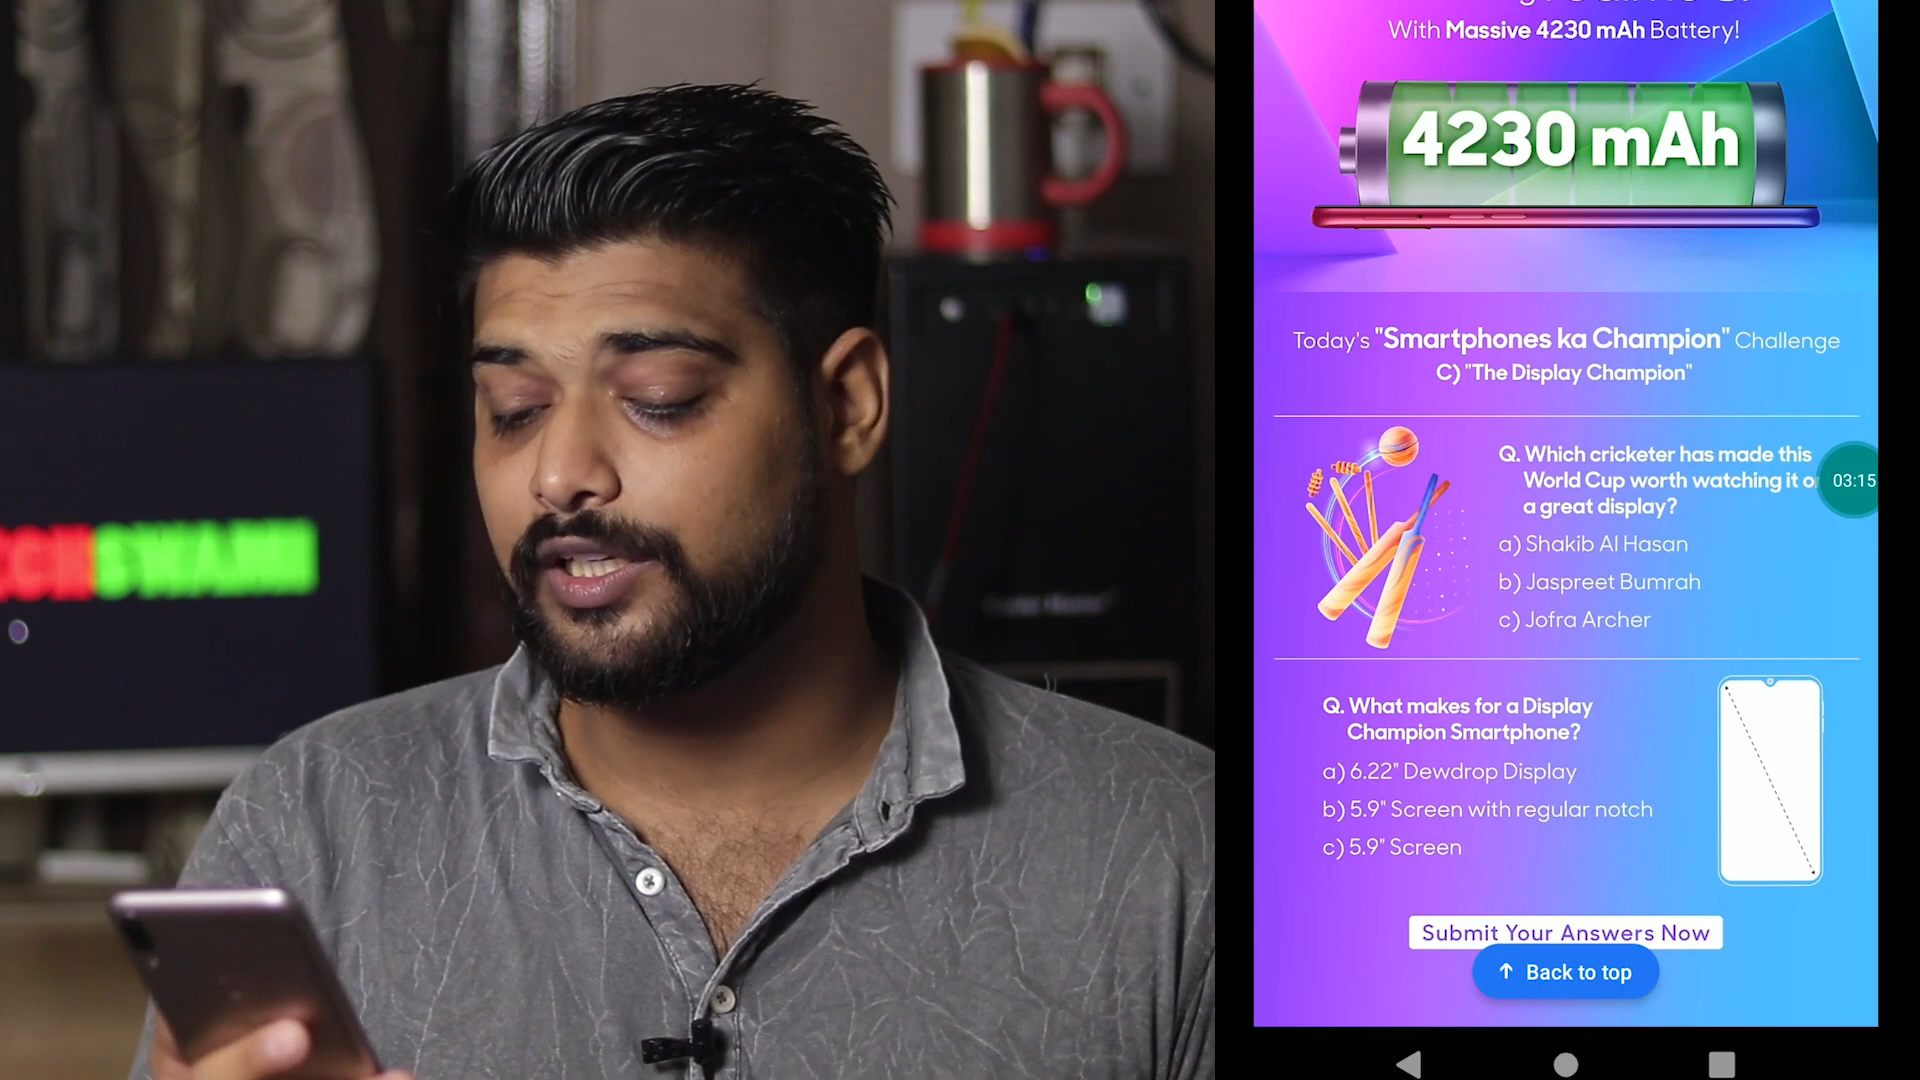 With Massive 4230 mAh Battery!
4230 mAh
Today's "Smartphones ka Champion" Challenge
C) "The Display Champion"
Q. Which cricketer has made this
World Cup worth watching it
a great display?
03:15
a) Shakib Al Hasan
b) Jaspreet Bumrah
c) Jofra Archer
Q. What makes for a Display
Champion Smartphone?
a) 6.22" Dewdrop Display
b) 5.9" Screen with regular notch
c) 5.9" Screen
Submit Your Answers Now
Back to top